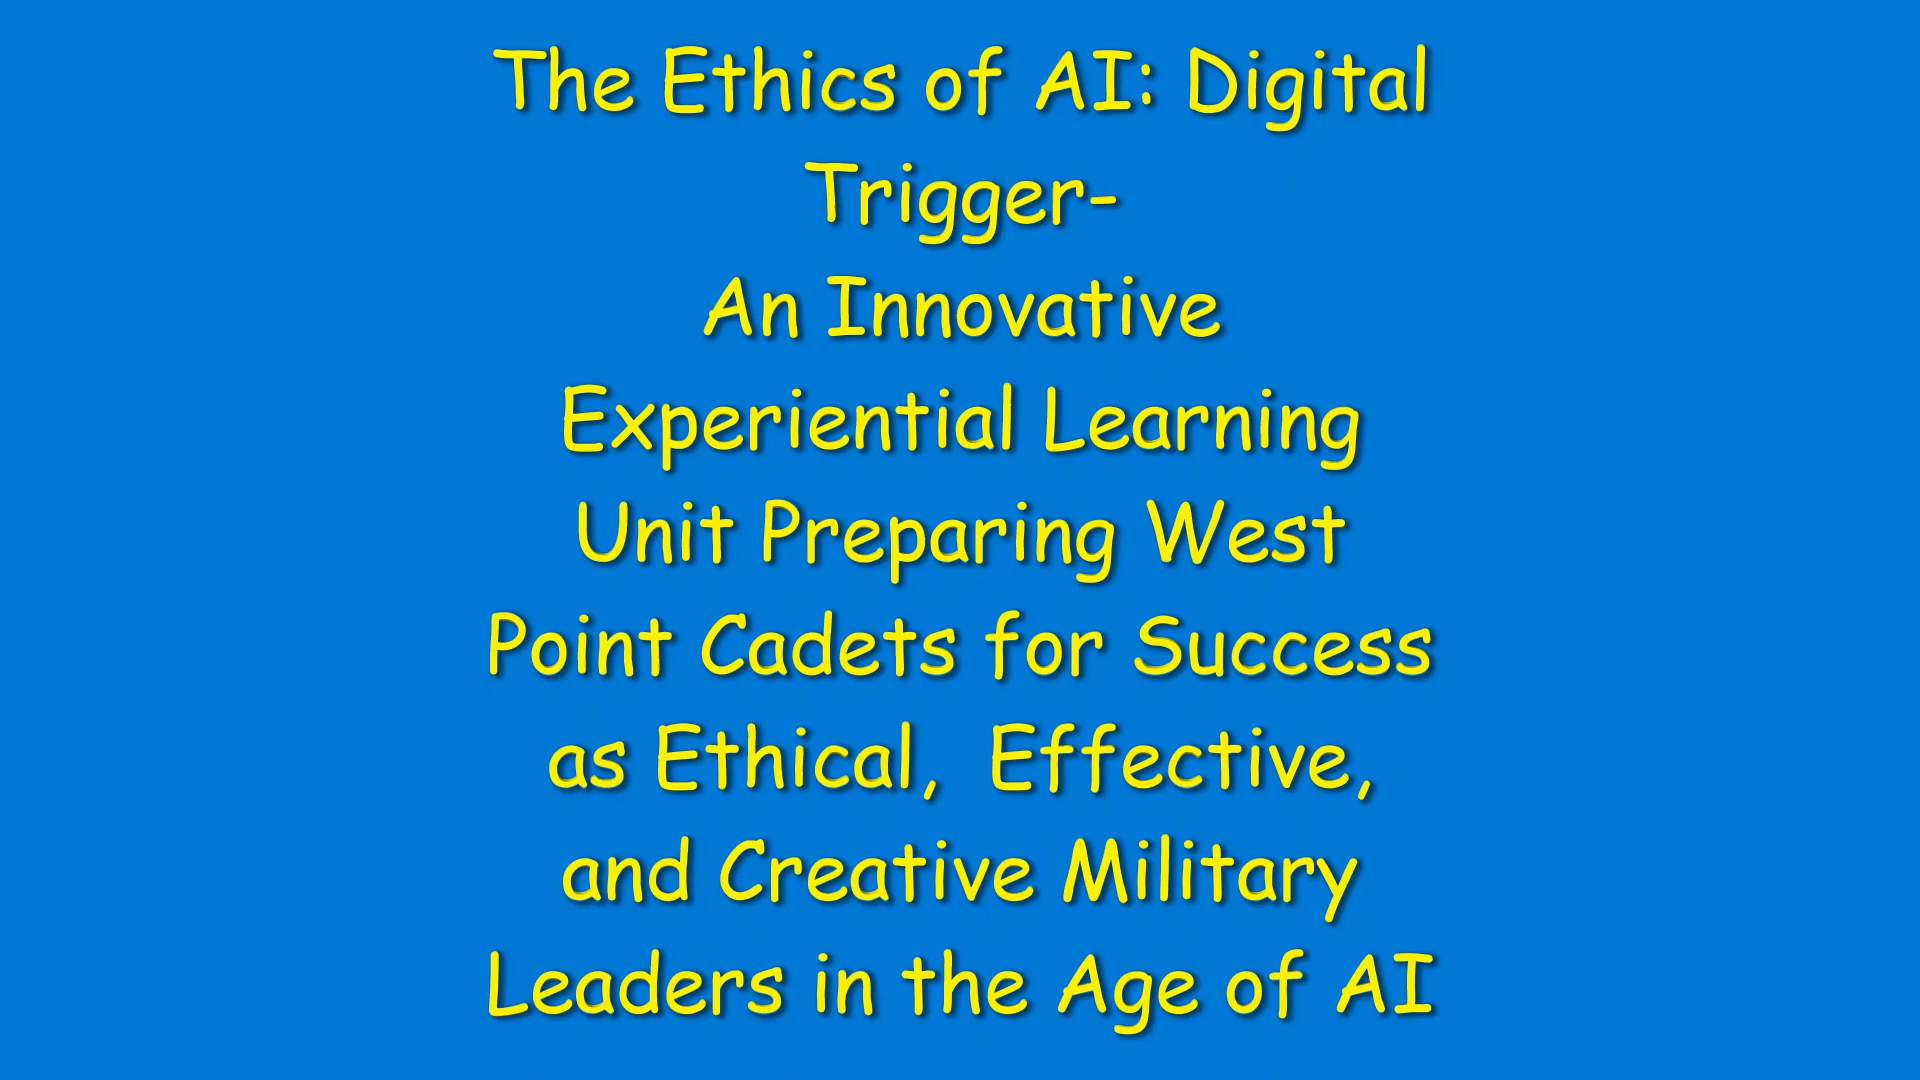 The Ethics of AI: Digital
Trigger-
An Innovative
Experiential Learning
Unit Preparing West
Point Cadets for Success
as Ethical,  Effective,
and Creative Military
Leaders in the Age of AI